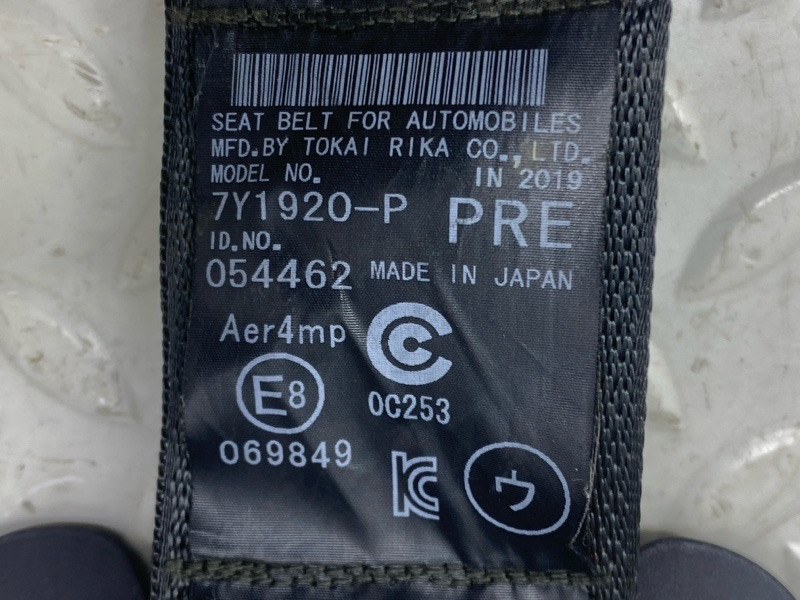 SEAT BELT FOR AUTOMOBILES
MFD.BY TOKAI RIKA CO.,LTD.
MODEL NO. IN 2019
7Y1920-P PRE
ID.NO.
054462 MADE IN JAPAN
Aer4mp
E8 0C253
069849
KC ウ